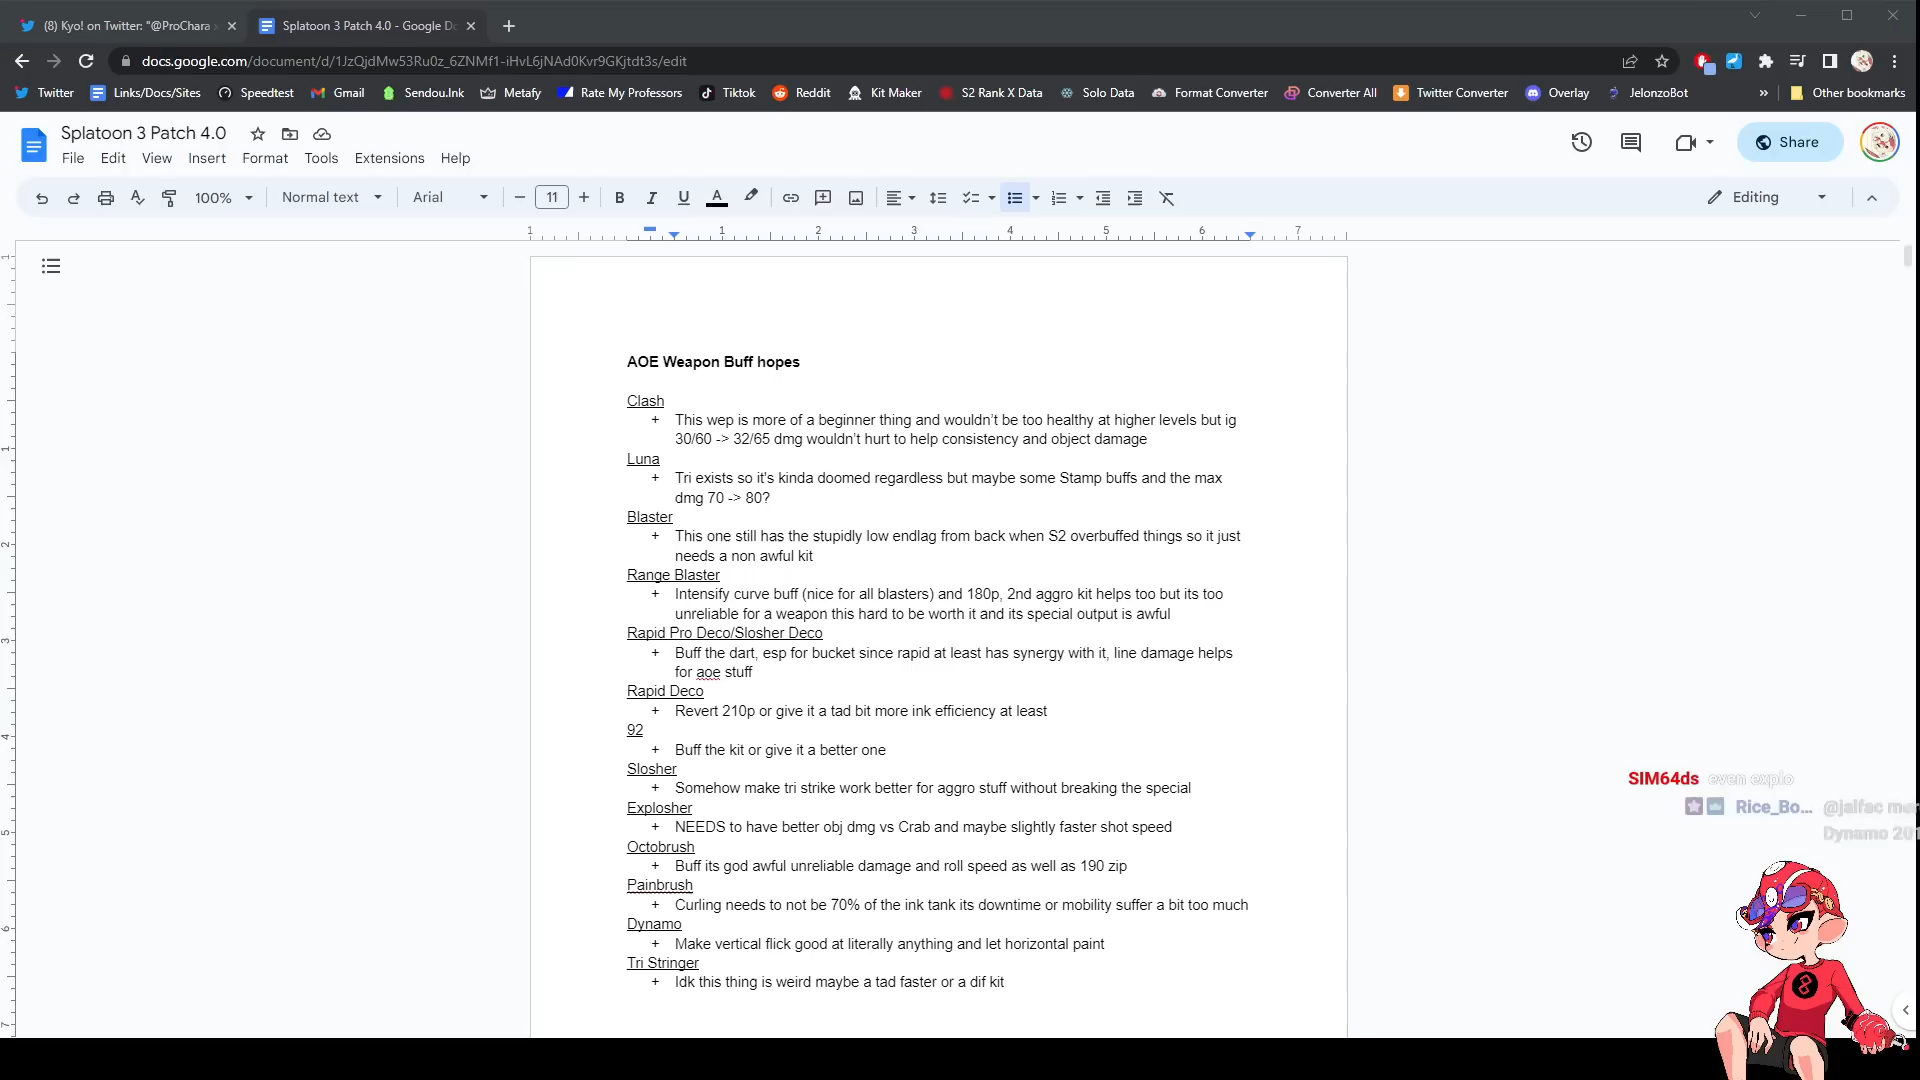 (8) Kyo! on Twitter: "@ProChara
Splatoon 3 Patch 4.0 - Google Do
docs.google.com/document/d/1JzQjdMw53Ru0z_6ZNMf1-iHvL6jNAd0Kvr9GKjtdt3s/edit
Twitter Links/Docs/Sites Speedtest Gmail Sendou.Ink Metafy Rate My Professors Tiktok Reddit Kit Maker S2 Rank X Data Solo Data Format Converter Converter All Twitter Converter Overlay JelonzoBot » Other bookmarks
Splatoon 3 Patch 4.0
Share
File Edit View Insert Format Tools Extensions Help
100% Normal text Arial 11 Editing
1 1 2 3 4 5 6 7
AOE Weapon Buff hopes
Clash
+ This wep is more of a beginner thing and wouldn't be too healthy at higher levels but ig
30/60 -> 32/65 dmg wouldn't hurt to help consistency and object damage
Luna
+ Tri exists so it's kinda doomed regardless but maybe some Stamp buffs and the max
dmg 70 -> 80?
Blaster
+ This one still has the stupidly low endlag from back when S2 overbuffed things so it just
needs a non awful kit
Range Blaster
+ Intensify curve buff (nice for all blasters) and 180p, 2nd aggro kit helps too but its too
unreliable for a weapon this hard to be worth it and its special output is awful
Rapid Pro Deco/Slosher Deco
+ Buff the dart, esp for bucket since rapid at least has synergy with it, line damage helps
for aoe stuff
Rapid Deco
+ Revert 210p or give it a tad bit more ink efficiency at least
92
+ Buff the kit or give it a better one
Slosher
+ Somehow make tri strike work better for aggro stuff without breaking the special
Explosher
+ NEEDS to have better obj dmg vs Crab and maybe slightly faster shot speed
Octobrush
+ Buff its god awful unreliable damage and roll speed as well as 190 zip
Painbrush
+ Curling needs to not be 70% of the ink tank its downtime or mobility suffer a bit too much
Dynamo
+ Make vertical flick good at literally anything and let horizontal paint
Tri Stringer
+ Idk this thing is weird maybe a tad faster or a dif kit
SIM64ds even explo
Rice_Bo... @jalfac
Dynamo